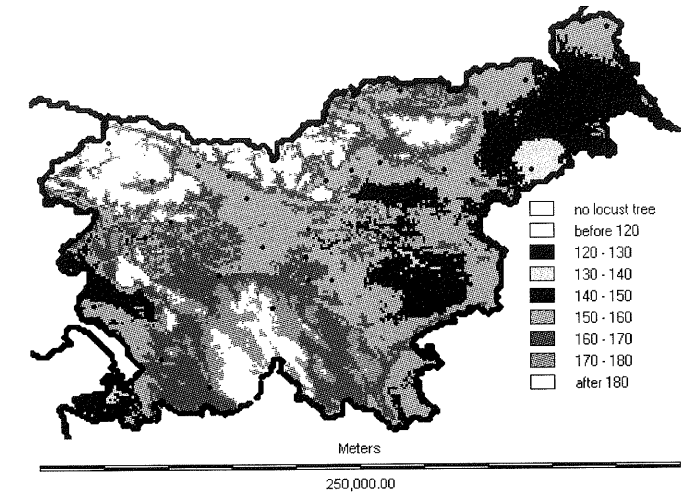 no locust tree
before 120
120 - 130
130 - 140
140 - 150
150 - 160
160 - 170
170 - 180
after 180
Meters
250,000.00